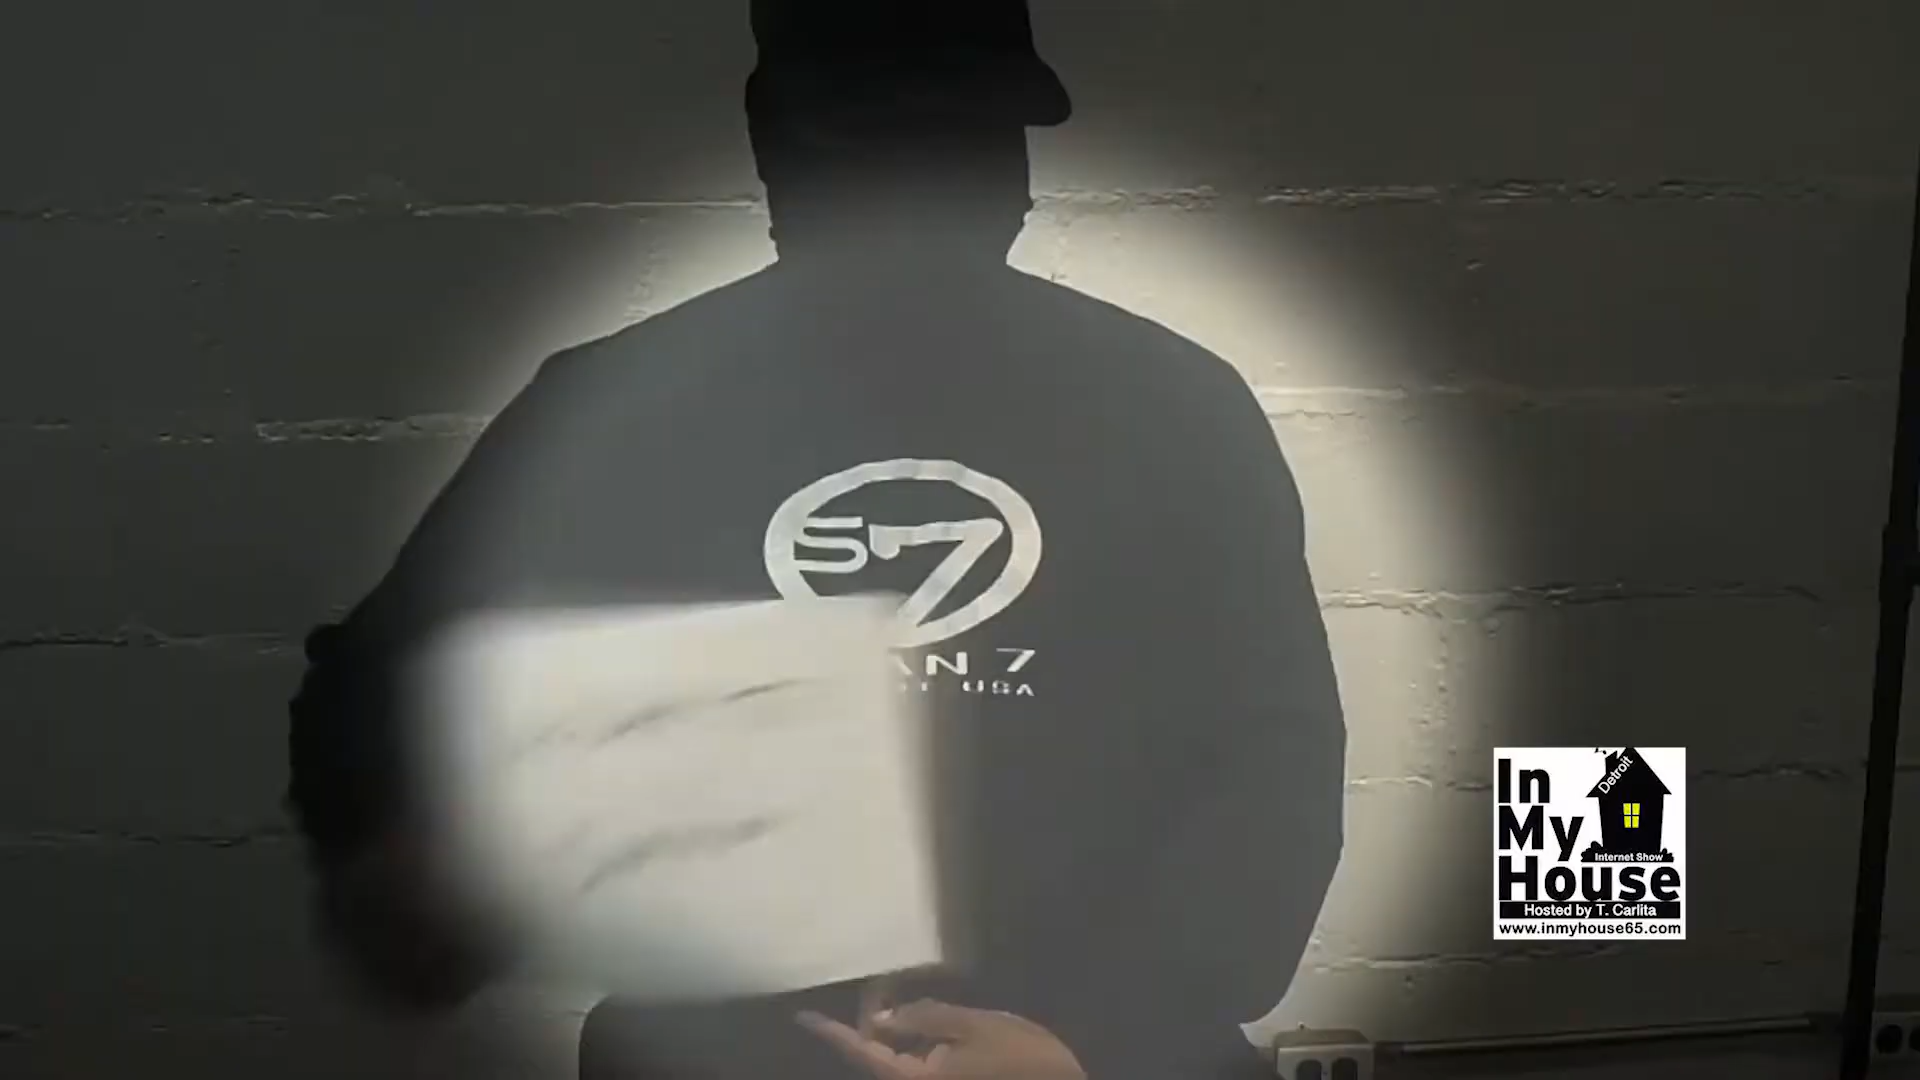 S7
AN 7
USA
In
My
House
Detroit
Internet Show
Hosted by T. Carlita
www.inmyhouse65.com